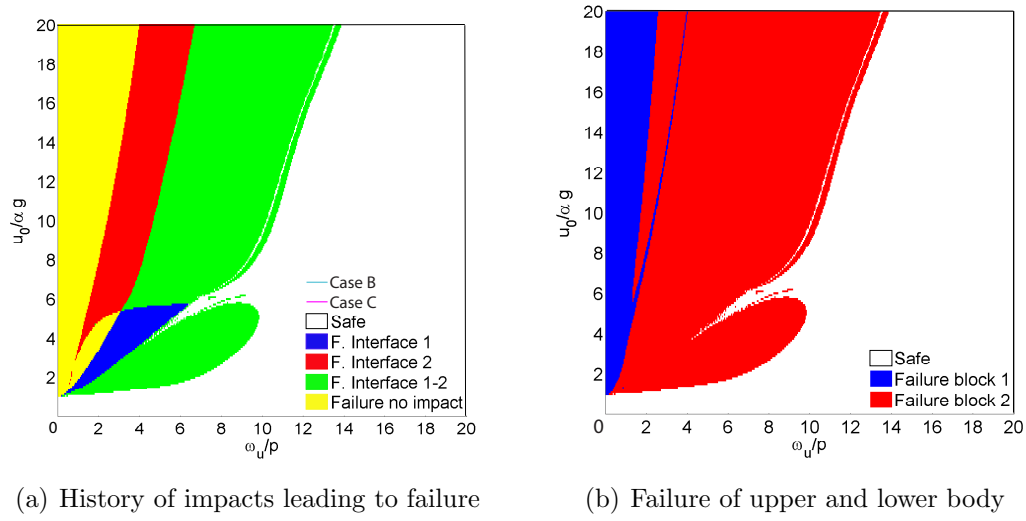 20
18
16
14
12
10
8
6
4
2
0
2
4
6
8
10
12
14
16
18
20
u₀/α g
ω_u/p
Case B
Case C
Safe
F. Interface 1
F. Interface 2
F. Interface 1-2
Failure no impact
(a) History of impacts leading to failure
20
18
16
14
12
10
8
6
4
2
0
2
4
6
8
10
12
14
16
18
20
u₀/α g
ω_u/p
Safe
Failure block 1
Failure block 2
(b) Failure of upper and lower body